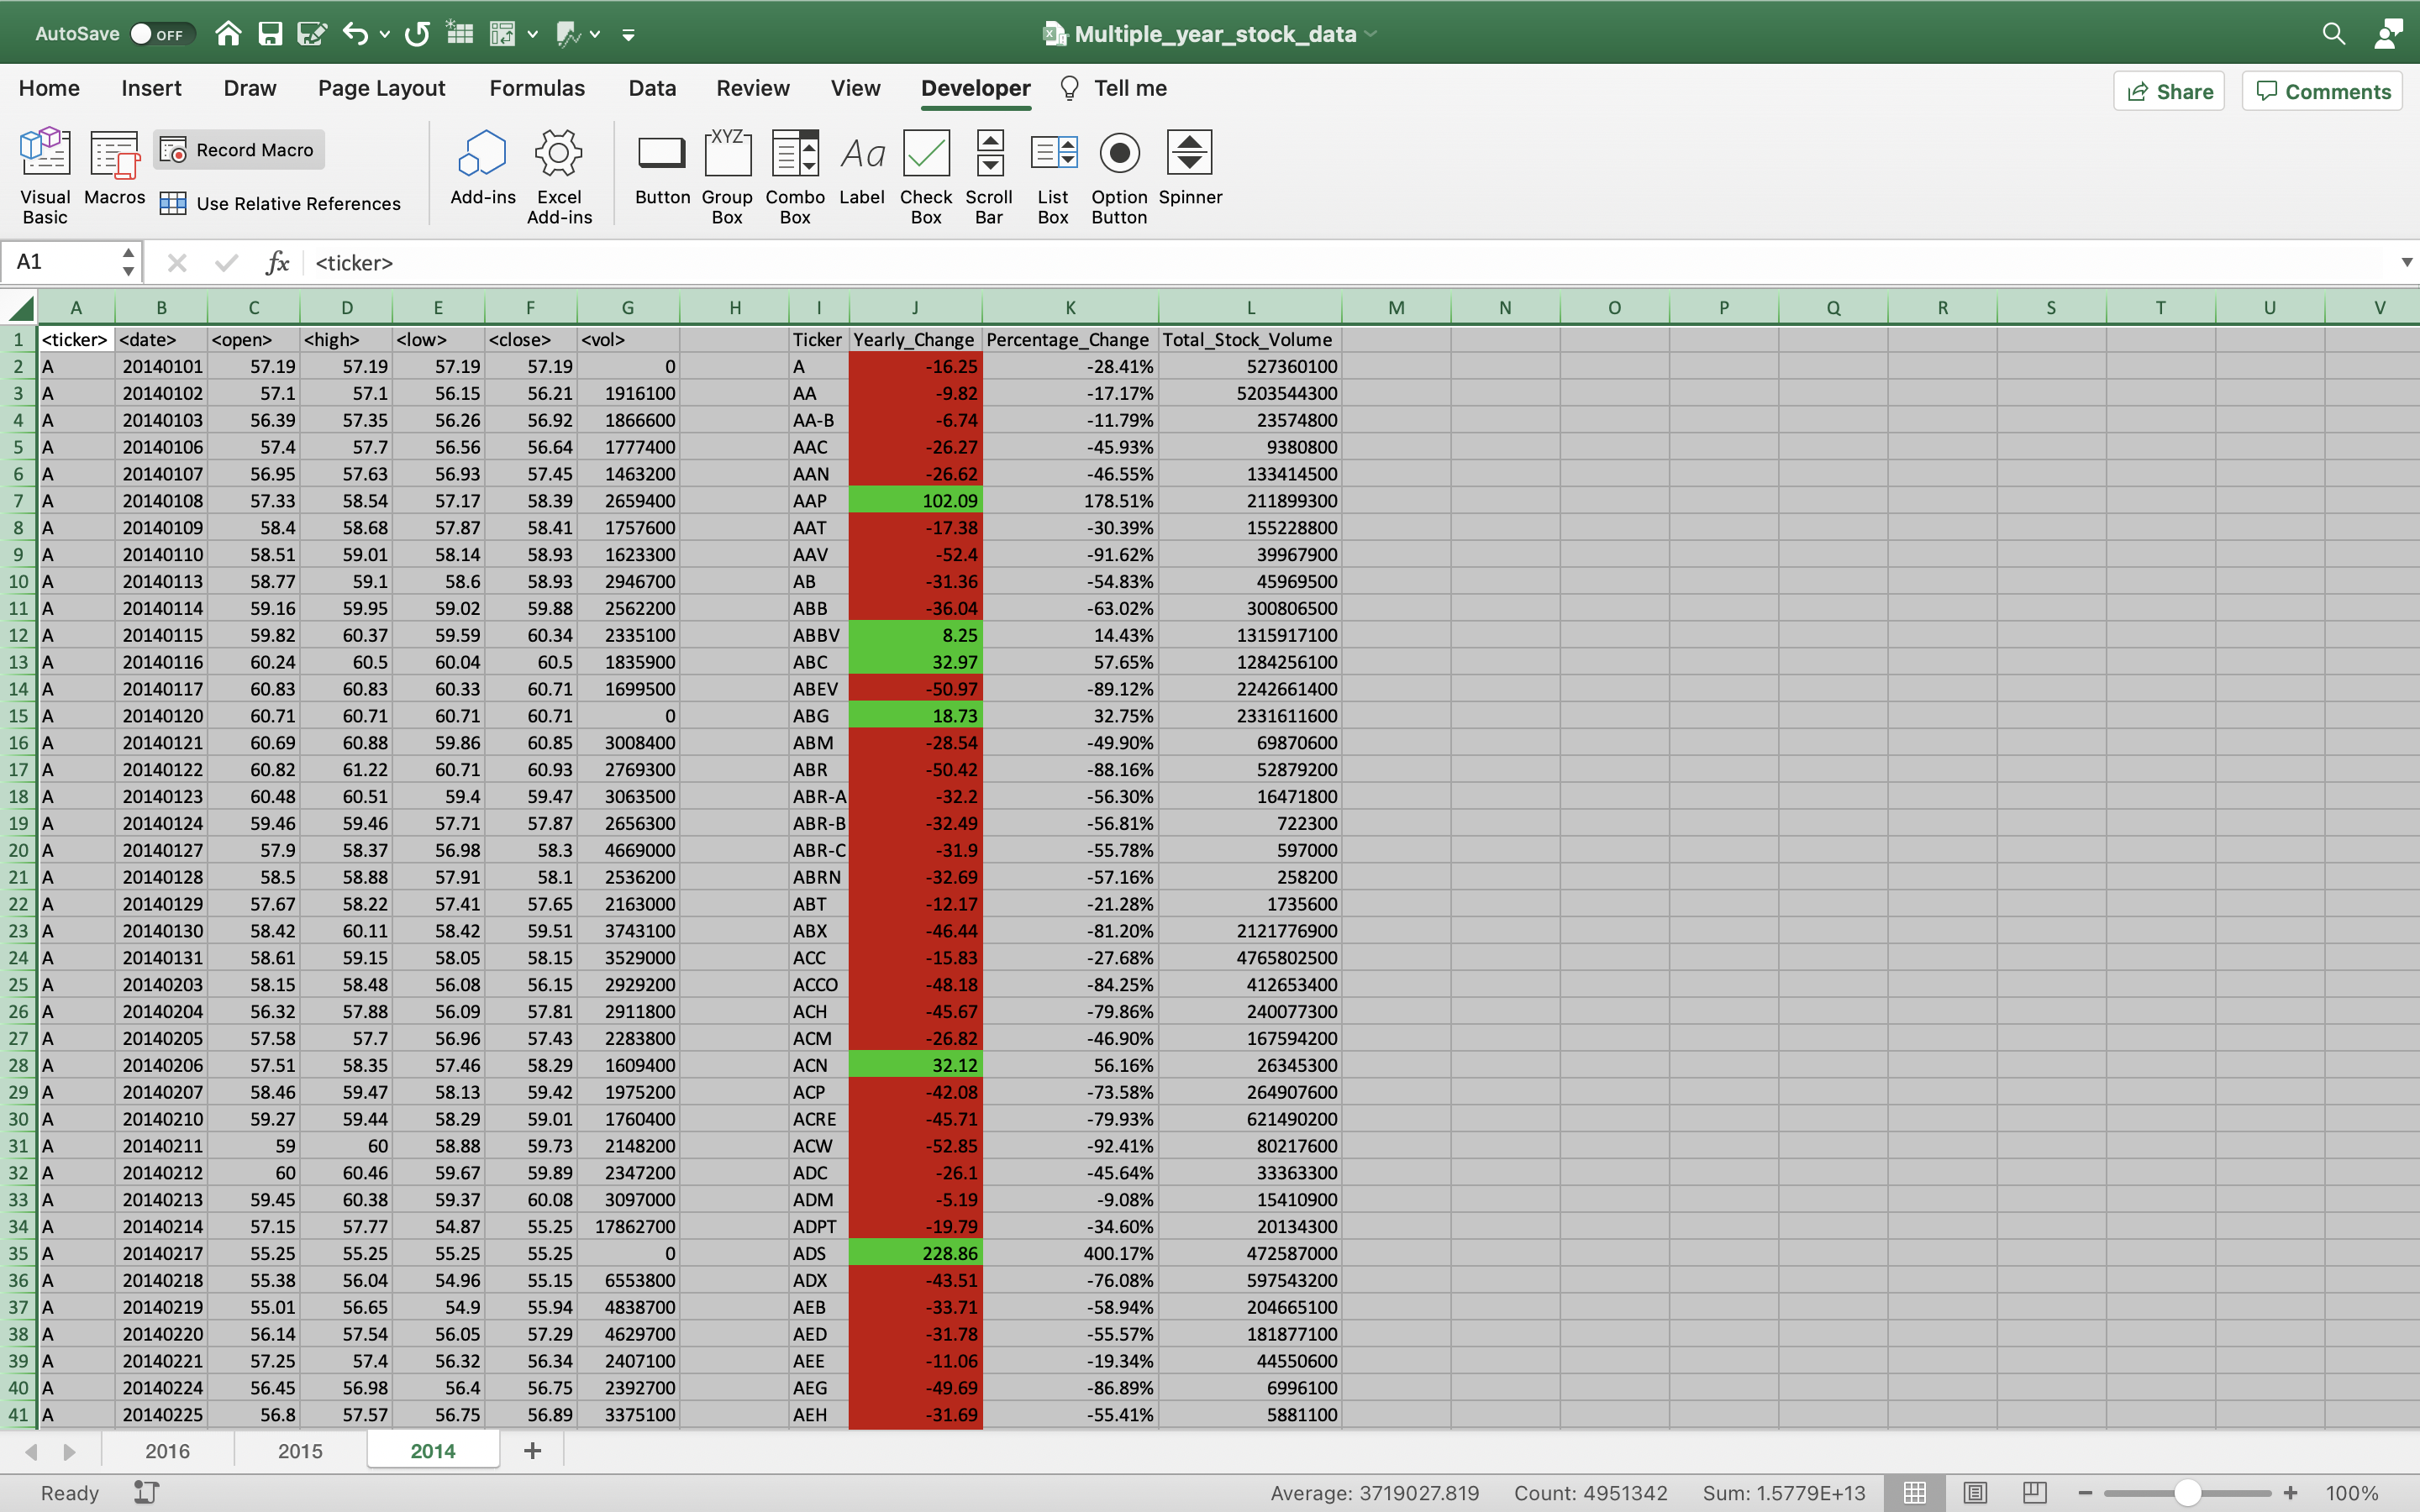 AutoSave OFF Multiple_year_stock_data
Home Insert Draw Page Layout Formulas Data Review View Developer Tell me Share Comments
Visual Basic Macros Record Macro Use Relative References Add-ins Excel Add-ins Button XYZ Group Box Combo Box Aa Label Check Box Scroll Bar List Box Option Button Spinner
A1 fx <ticker>
A B C D E F G H I J K L M N O P Q R S T U V
1 <ticker> <date> <open> <high> <low> <close> <vol> Ticker Yearly_Change Percentage_Change Total_Stock_Volume
2 A 20140101 57.19 57.19 57.19 57.19 0 A -16.25 -28.41% 527360100
3 A 20140102 57.1 57.1 56.15 56.21 1916100 AA -9.82 -17.17% 5203544300
4 A 20140103 56.39 57.35 56.26 56.92 1866600 AA-B -6.74 -11.79% 23574800
5 A 20140106 57.4 57.7 56.56 56.64 1777400 AAC -26.27 -45.93% 9380800
6 A 20140107 56.95 57.63 56.93 57.45 1463200 AAN -26.62 -46.55% 133414500
7 A 20140108 57.33 58.54 57.17 58.39 2659400 AAP 102.09 178.51% 211899300
8 A 20140109 58.4 58.68 57.87 58.41 1757600 AAT -17.38 -30.39% 155228800
9 A 20140110 58.51 59.01 58.14 58.93 1623300 AAV -52.4 -91.62% 39967900
10 A 20140113 58.77 59.1 58.6 58.93 2946700 AB -31.36 -54.83% 45969500
11 A 20140114 59.16 59.95 59.02 59.88 2562200 ABB -36.04 -63.02% 300806500
12 A 20140115 59.82 60.37 59.59 60.34 2335100 ABBV 8.25 14.43% 1315917100
13 A 20140116 60.24 60.5 60.04 60.5 1835900 ABC 32.97 57.65% 1284256100
14 A 20140117 60.83 60.83 60.33 60.71 1699500 ABEV -50.97 -89.12% 2242661400
15 A 20140120 60.71 60.71 60.71 60.71 0 ABG 18.73 32.75% 2331611600
16 A 20140121 60.69 60.88 59.86 60.85 3008400 ABM -28.54 -49.90% 69870600
17 A 20140122 60.82 61.22 60.71 60.93 2769300 ABR -50.42 -88.16% 52879200
18 A 20140123 60.48 60.51 59.4 59.47 3063500 ABR-A -32.2 -56.30% 16471800
19 A 20140124 59.46 59.46 57.71 57.87 2656300 ABR-B -32.49 -56.81% 722300
20 A 20140127 57.9 58.37 56.98 58.3 4669000 ABR-C -31.9 -55.78% 597000
21 A 20140128 58.5 58.88 57.91 58.1 2536200 ABRN -32.69 -57.16% 258200
22 A 20140129 57.67 58.22 57.41 57.65 2163000 ABT -12.17 -21.28% 1735600
23 A 20140130 58.42 60.11 58.42 59.51 3743100 ABX -46.44 -81.20% 2121776900
24 A 20140131 58.61 59.15 58.05 58.15 3529000 ACC -15.83 -27.68% 4765802500
25 A 20140203 58.15 58.48 56.08 56.15 2929200 ACCO -48.18 -84.25% 412653400
26 A 20140204 56.32 57.88 56.09 57.81 2911800 ACH -45.67 -79.86% 240077300
27 A 20140205 57.58 57.7 56.96 57.43 2283800 ACM -26.82 -46.90% 167594200
28 A 20140206 57.51 58.35 57.46 58.29 1609400 ACN 32.12 56.16% 26345300
29 A 20140207 58.46 59.47 58.13 59.42 1975200 ACP -42.08 -73.58% 264907600
30 A 20140210 59.27 59.44 58.29 59.01 1760400 ACRE -45.71 -79.93% 621490200
31 A 20140211 59 60 58.88 59.73 2148200 ACW -52.85 -92.41% 80217600
32 A 20140212 60 60.46 59.67 59.89 2347200 ADC -26.1 -45.64% 33363300
33 A 20140213 59.45 60.38 59.37 60.08 3097000 ADM -5.19 -9.08% 15410900
34 A 20140214 57.15 57.77 54.87 55.25 17862700 ADPT -19.79 -34.60% 20134300
35 A 20140217 55.25 55.25 55.25 55.25 0 ADS 228.86 400.17% 472587000
36 A 20140218 55.38 56.04 54.96 55.15 6553800 ADX -43.51 -76.08% 597543200
37 A 20140219 55.01 56.65 54.9 55.94 4838700 AEB -33.71 -58.94% 204665100
38 A 20140220 56.14 57.54 56.05 57.29 4629700 AED -31.78 -55.57% 181877100
39 A 20140221 57.25 57.4 56.32 56.34 2407100 AEE -11.06 -19.34% 44550600
40 A 20140224 56.45 56.98 56.4 56.75 2392700 AEG -49.69 -86.89% 6996100
41 A 20140225 56.8 57.57 56.75 56.89 3375100 AEH -31.69 -55.41% 5881100
2016 2015 2014 +
Ready Average: 3719027.819 Count: 4951342 Sum: 1.5779E+13 100%